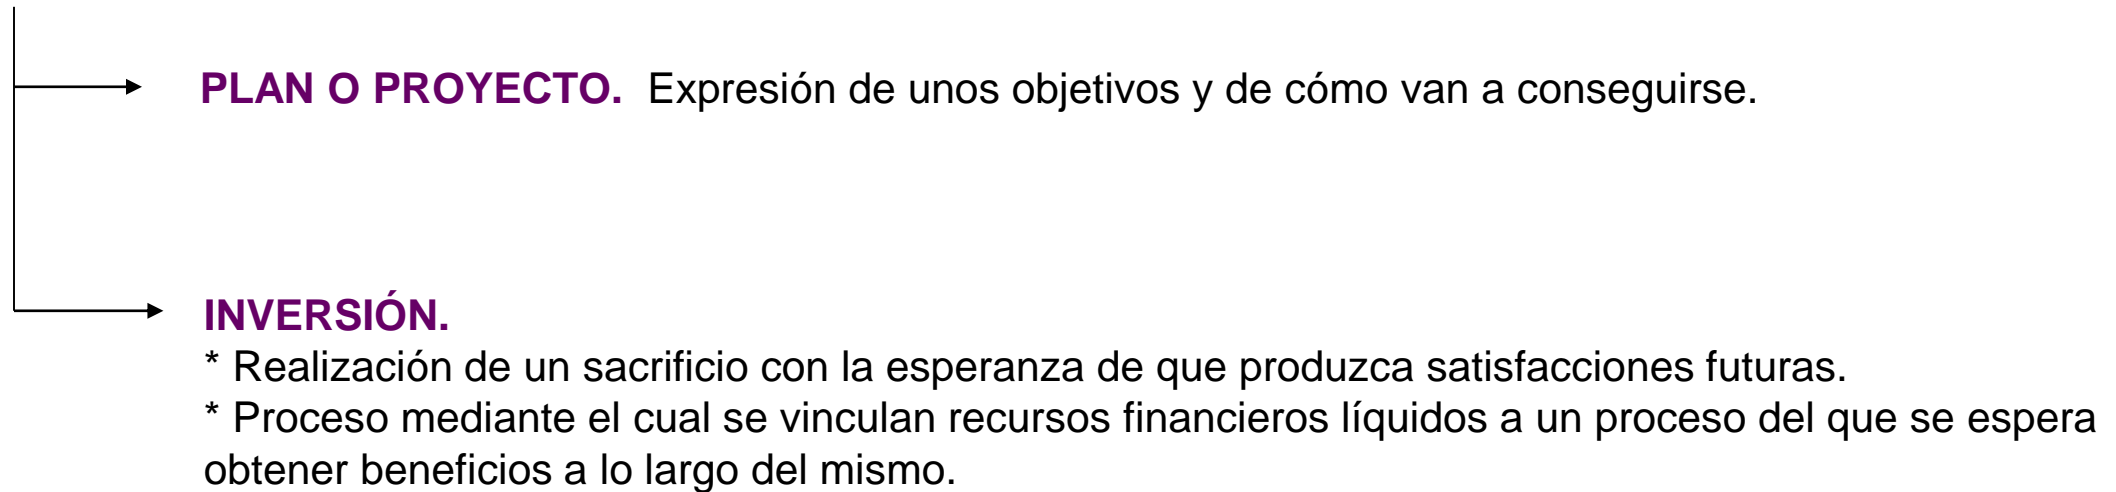 PLAN O PROYECTO. Expresión de unos objetivos y de cómo van a conseguirse.
INVERSIÓN.
* Realización de un sacrificio con la esperanza de que produzca satisfacciones futuras.
* Proceso mediante el cual se vinculan recursos financieros líquidos a un proceso del que se espera
obtener beneficios a lo largo del mismo.